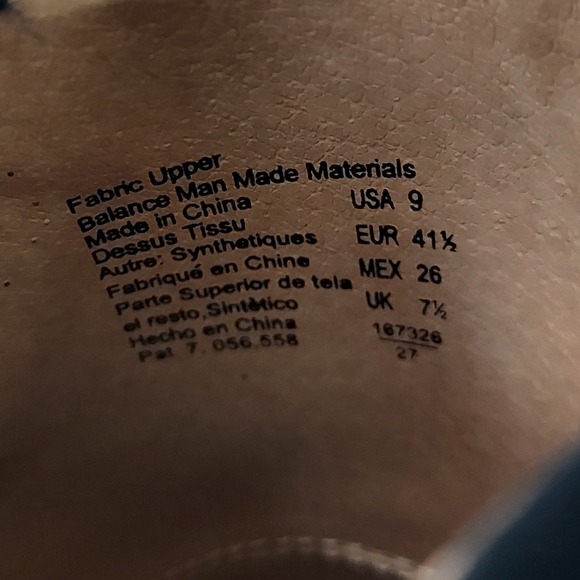 Fabric Upper
Balance Man Made Materials
Made in China
Dessus Tissu
Autre: Synthetiques
Fabriqué en Chine
Parte Superior de tela
el resto,Sintètico
Hecho en China
Pat 7. 056.558
USA 9
EUR 41½
MEX 26
UK 7½
167326
27